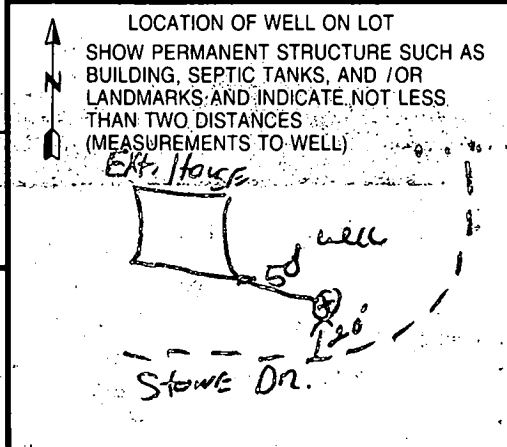 LOCATION OF WELL ON LOT
N
SHOW PERMANENT STRUCTURE SUCH AS
BUILDING, SEPTIC TANKS, AND / OR
LANDMARKS AND INDICATE NOT LESS
THAN TWO DISTANCES
(MEASUREMENTS TO WELL)
Ext. House
well
50'
20'
Stowe Dr.